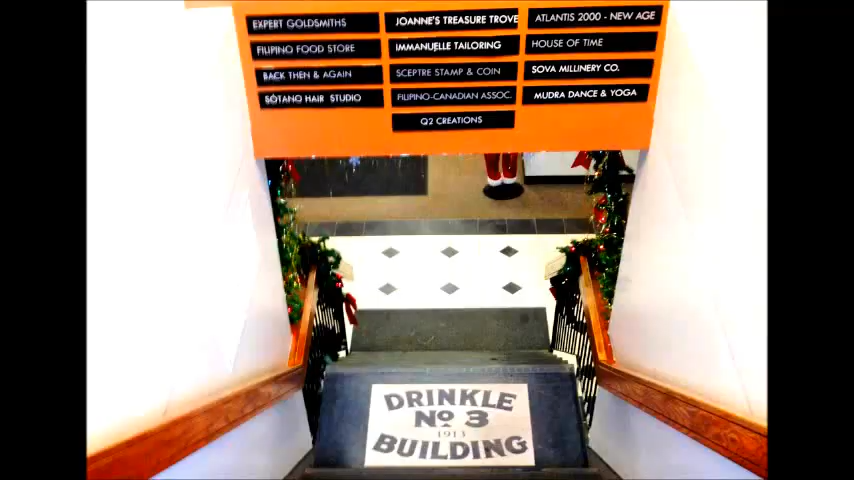 EXPERT GOLDSMITHS
FILIPINO FOOD STORE
BACK THEN & AGAIN
SOTANO HAIR STUDIO
JOANNE'S TREASURE TROVE
IMMANUELLE TAILORING
SCEPTRE STAMP & COIN
FILIPINO-CANADIAN ASSOC.
Q2 CREATIONS
ATLANTIS 2000 - NEW AGE
HOUSE OF TIME
SOVA MILLINERY CO.
MUDRA DANCE & YOGA
DRINKLE
No 3
1913
BUILDING